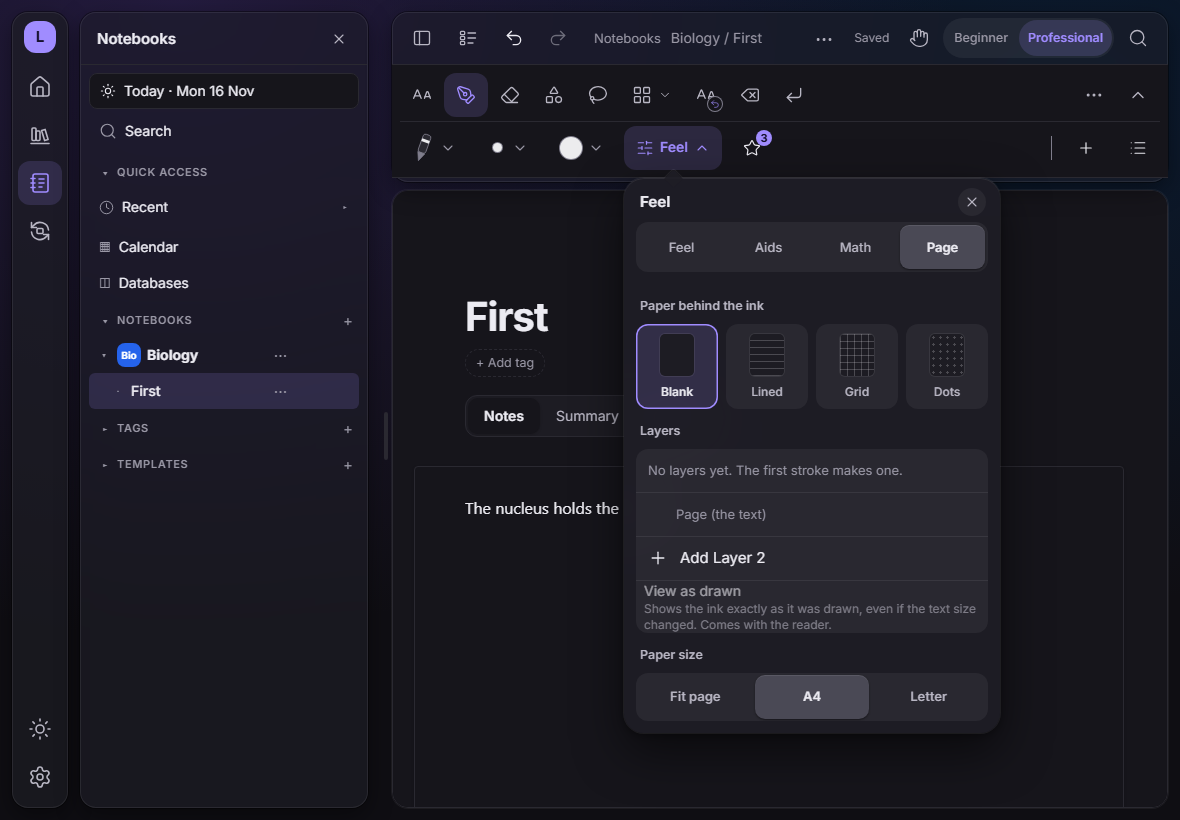 L
Notebooks
Today · Mon 16 Nov
Search
QUICK ACCESS
Recent
Calendar
Databases
NOTEBOOKS
Bio Biology
First
TAGS
TEMPLATES
Notebooks Biology / First
Saved
Beginner Professional
AA
AA
Feel
3
First
+ Add tag
Notes Summary
The nucleus holds the
Feel
Feel Aids Math Page
Paper behind the ink
Blank Lined Grid Dots
Layers
No layers yet. The first stroke makes one.
Page (the text)
Add Layer 2
View as drawn
Shows the ink exactly as it was drawn, even if the text size
changed. Comes with the reader.
Paper size
Fit page A4 Letter